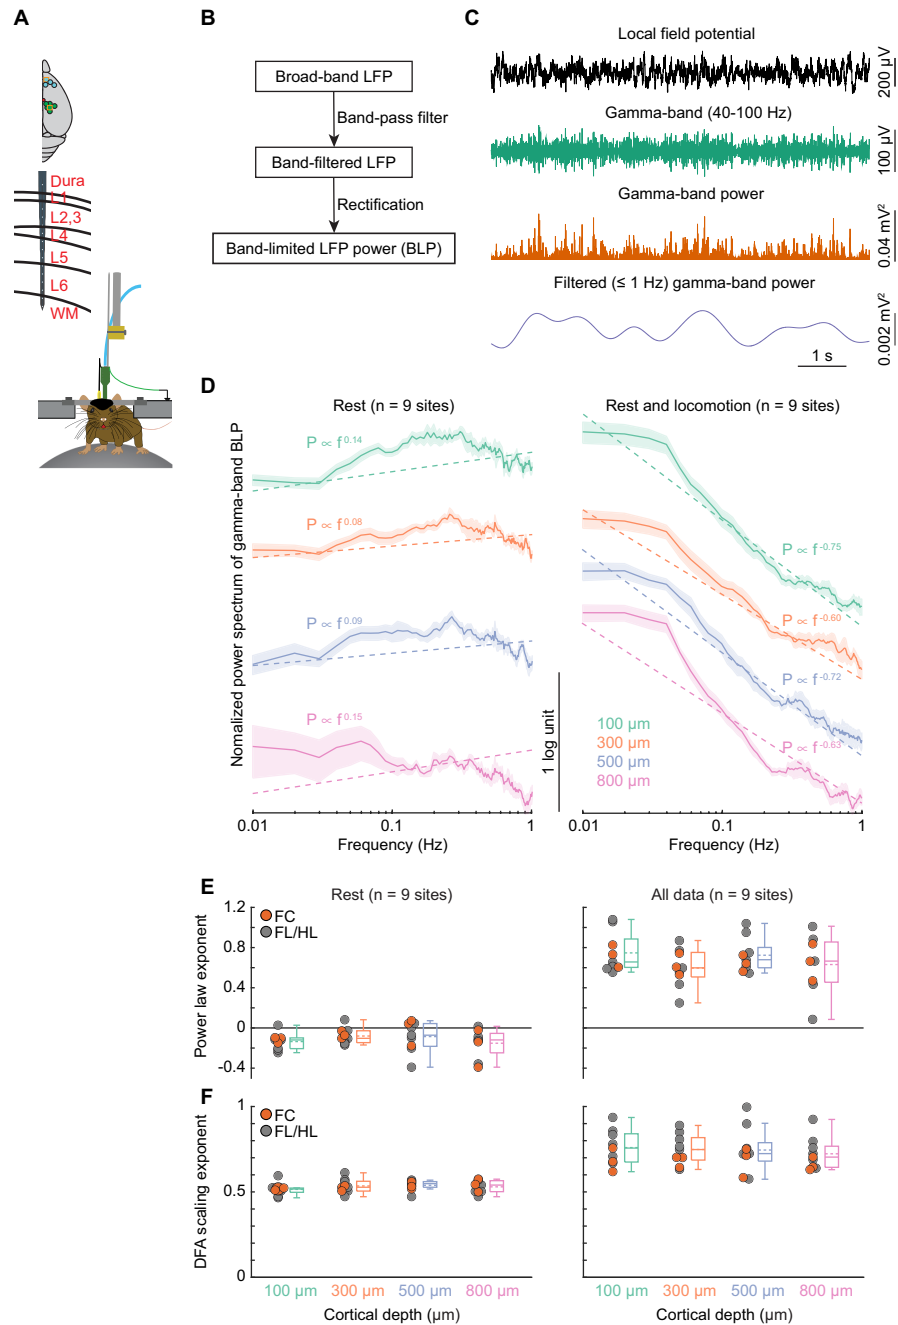 A
Dura
L1
L2,3
L4
L5
L6
WM
B
Broad-band LFP
Band-pass filter
Band-filtered LFP
Rectification
Band-limited LFP power (BLP)
C
Local field potential
200 µV
Gamma-band (40-100 Hz)
100 µV
Gamma-band power
0.04 mV²
Filtered (≤ 1 Hz) gamma-band power
0.002 mV²
1 s
D
Nomalized power spectrum of gamma-band BLP
Rest (n = 9 sites)
P ∝ f^0.14
P ∝ f^0.08
P ∝ f^0.09
P ∝ f^0.15
0.01 0.1 1
Frequency (Hz)
1 log unit
Rest and locomotion (n = 9 sites)
P ∝ f^-0.75
P ∝ f^-0.60
P ∝ f^-0.72
P ∝ f^-0.63
100 µm
300 µm
500 µm
800 µm
0.01 0.1 1
Frequency (Hz)
E
Rest (n = 9 sites)
All data (n = 9 sites)
Power law exponent
1.2
0.8
0.4
0
-0.4
FC
FL/HL
F
DFA scaling exponent
1
0.5
0
FC
FL/HL
100 µm 300 µm 500 µm 800 µm
Cortical depth (µm)
100 µm 300 µm 500 µm 800 µm
Cortical depth (µm)